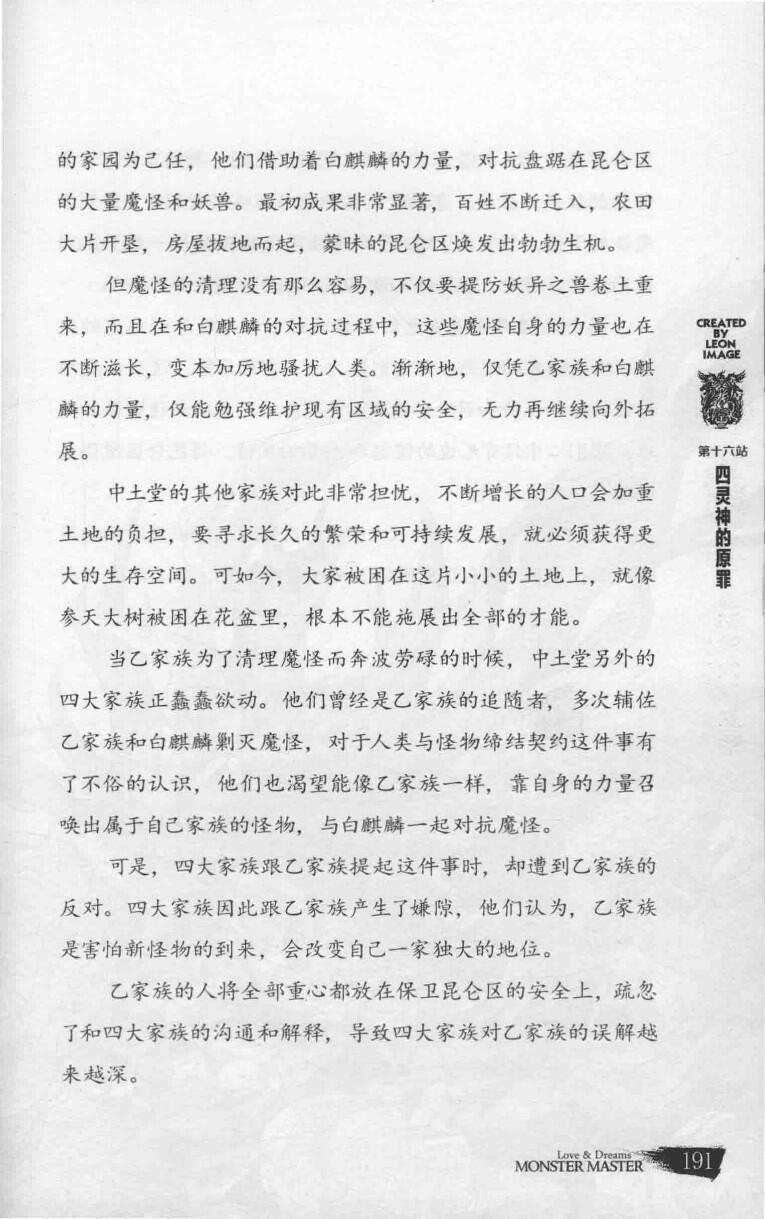 的家园为己任，他们借助着白麒麟的力量，对抗盘踞在昆仑区
的大量魔怪和妖兽。最初成果非常显著，百姓不断迁入，农田
大片开垦，房屋拔地而起，蒙昧的昆仑区焕发出勃勃生机。
但魔怪的清理没有那么容易，不仅要提防妖异之兽卷土重
来，而且在和白麒麟的对抗过程中，这些魔怪自身的力量也在
不断滋长，变本加厉地骚扰人类。渐渐地，仅凭乙家族和白麒
麟的力量，仅能勉强维护现有区域的安全，无力再继续向外拓
展。
中土堂的其他家族对此非常担忧，不断增长的人口会加重
土地的负担，要寻求长久的繁荣和可持续发展，就必须获得更
大的生存空间。可如今，大家被困在这片小小的土地上，就像
参天大树被困在花盆里，根本不能施展出全部的才能。
当乙家族为了清理魔怪而奔波劳碌的时候，中土堂另外的
四大家族正蠢蠢欲动。他们曾经是乙家族的追随者，多次辅佐
乙家族和白麒麟剿灭魔怪，对于人类与怪物缔结契约这件事有
了不俗的认识，他们也渴望能像乙家族一样，靠自身的力量召
唤出属于自己家族的怪物，与白麒麟一起对抗魔怪。
可是，四大家族跟乙家族提起这件事时，却遭到乙家族的
反对。四大家族因此跟乙家族产生了嫌隙，他们认为，乙家族
是害怕新怪物的到来，会改变自己一家独大的地位。
乙家族的人将全部重心都放在保卫昆仑区的安全上，疏忽
了和四大家族的沟通和解释，导致四大家族对乙家族的误解越
来越深。
CREATED
BY
LEON
IMAGE
第十六站
四灵神的原罪
Love & Dreams
MONSTER MASTER
191